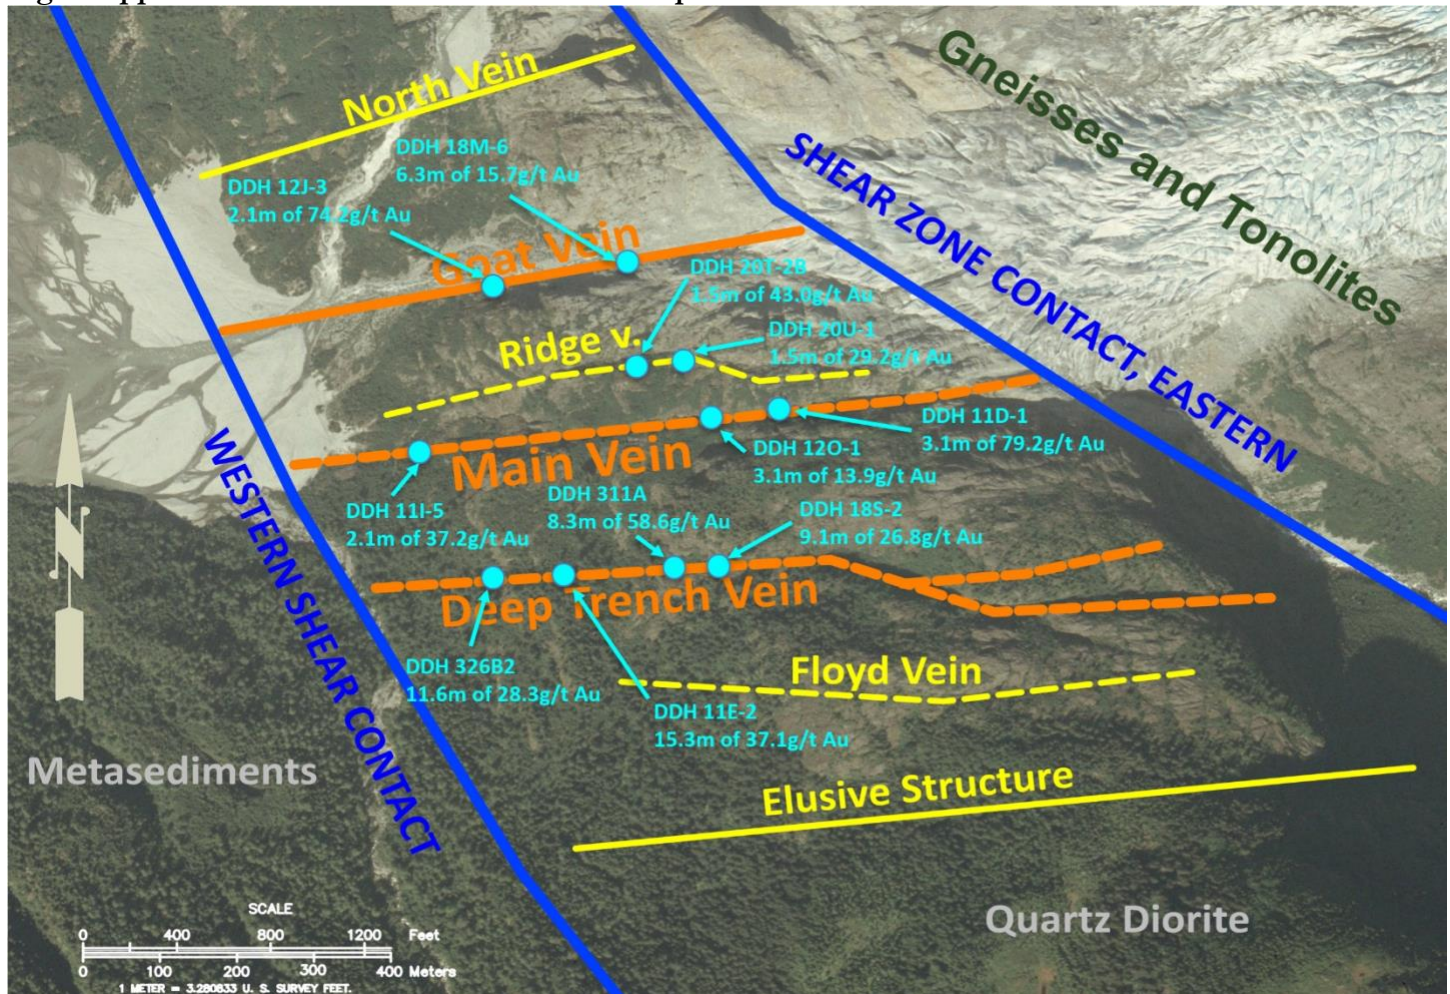 North Vein
Gneisses and Tonolites
DDH 18M-6
6.3m of 15.7g/t Au
DDH 12J-3
2.1m of 74.2g/t Au
SHEAR ZONE CONTACT, EASTERN
Goat Vein
DDH 20T-2B
1.5m of 43.0g/t Au
DDH 20U-1
1.5m of 29.2g/t Au
Ridge v.
DDH 11D-1
3.1m of 79.2g/t Au
Main Vein
DDH 12O-1
3.1m of 13.9g/t Au
WESTERN SHEAR CONTACT
DDH 11I-5
2.1m of 37.2g/t Au
DDH 311A
8.3m of 58.6g/t Au
DDH 18S-2
9.1m of 26.8g/t Au
N
Deep Trench Vein
DDH 326B2
11.6m of 28.3g/t Au
Floyd Vein
DDH 11E-2
15.3m of 37.1g/t Au
Metasediments
Elusive Structure
Quartz Diorite
SCALE
0 400 800 1200 Feet
0 100 200 300 400 Meters
1 METER = 3.280833 U. S. SURVEY FEET.